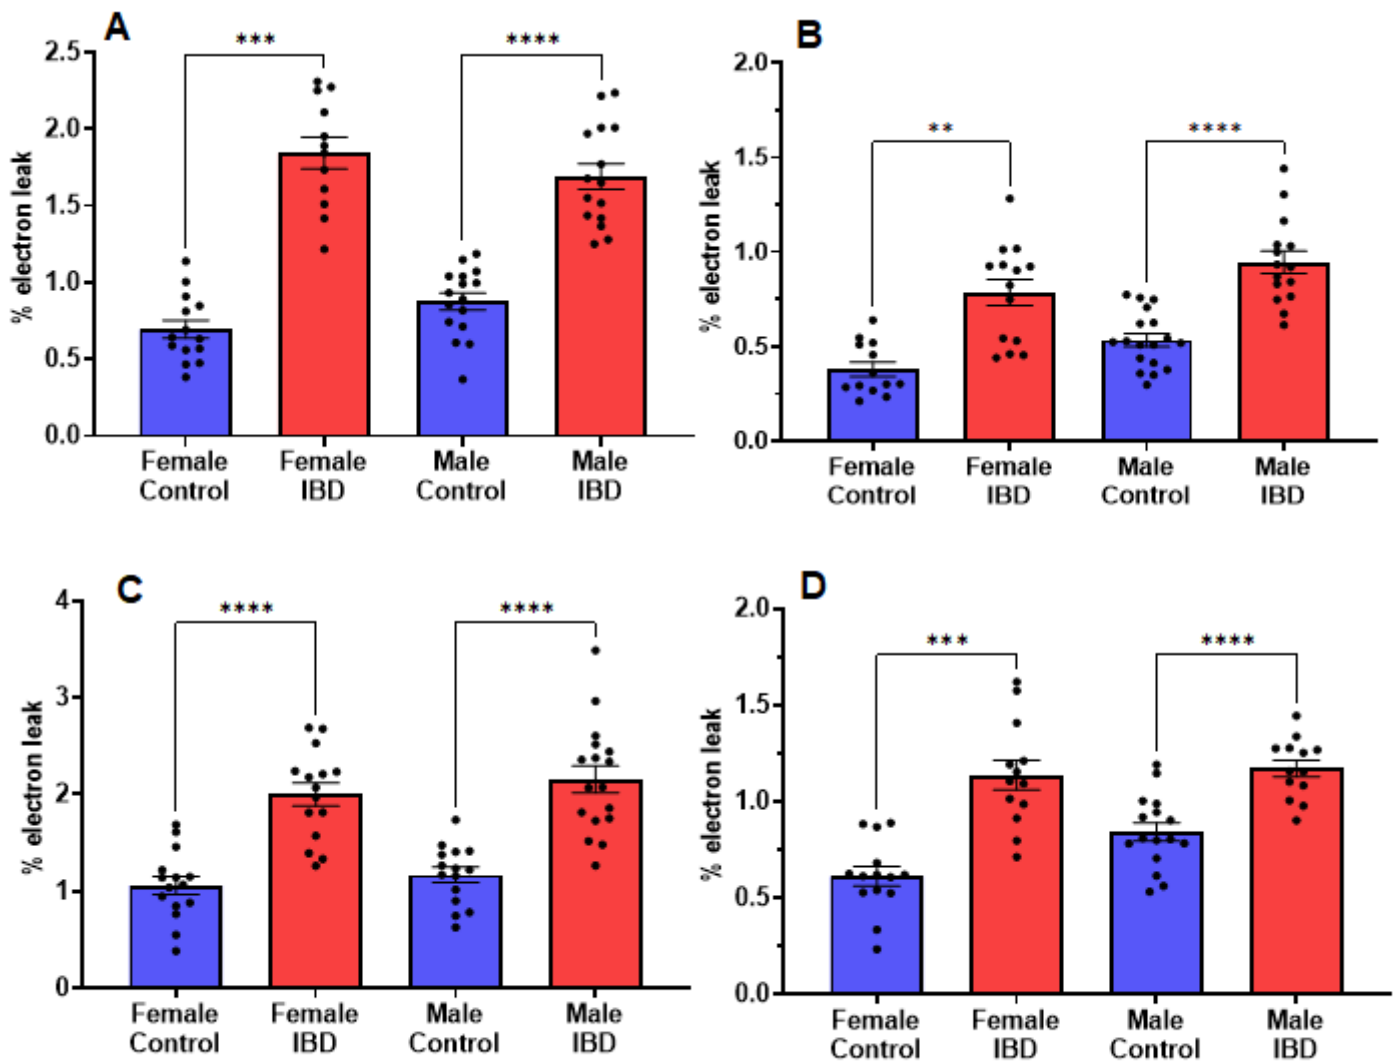 A
% electron leak
2.5
2.0
1.5
1.0
0.5
0.0
***
****
Female Female Male Male
Control IBD Control IBD
B
% electron leak
2.0
1.5
1.0
0.5
0.0
**
****
Female Female Male Male
Control IBD Control IBD
C
% electron leak
4
3
2
1
0
****
****
Female Female Male Male
Control IBD Control IBD
D
% electron leak
2.0
1.5
1.0
0.5
0.0
***
****
Female Female Male Male
Control IBD Control IBD